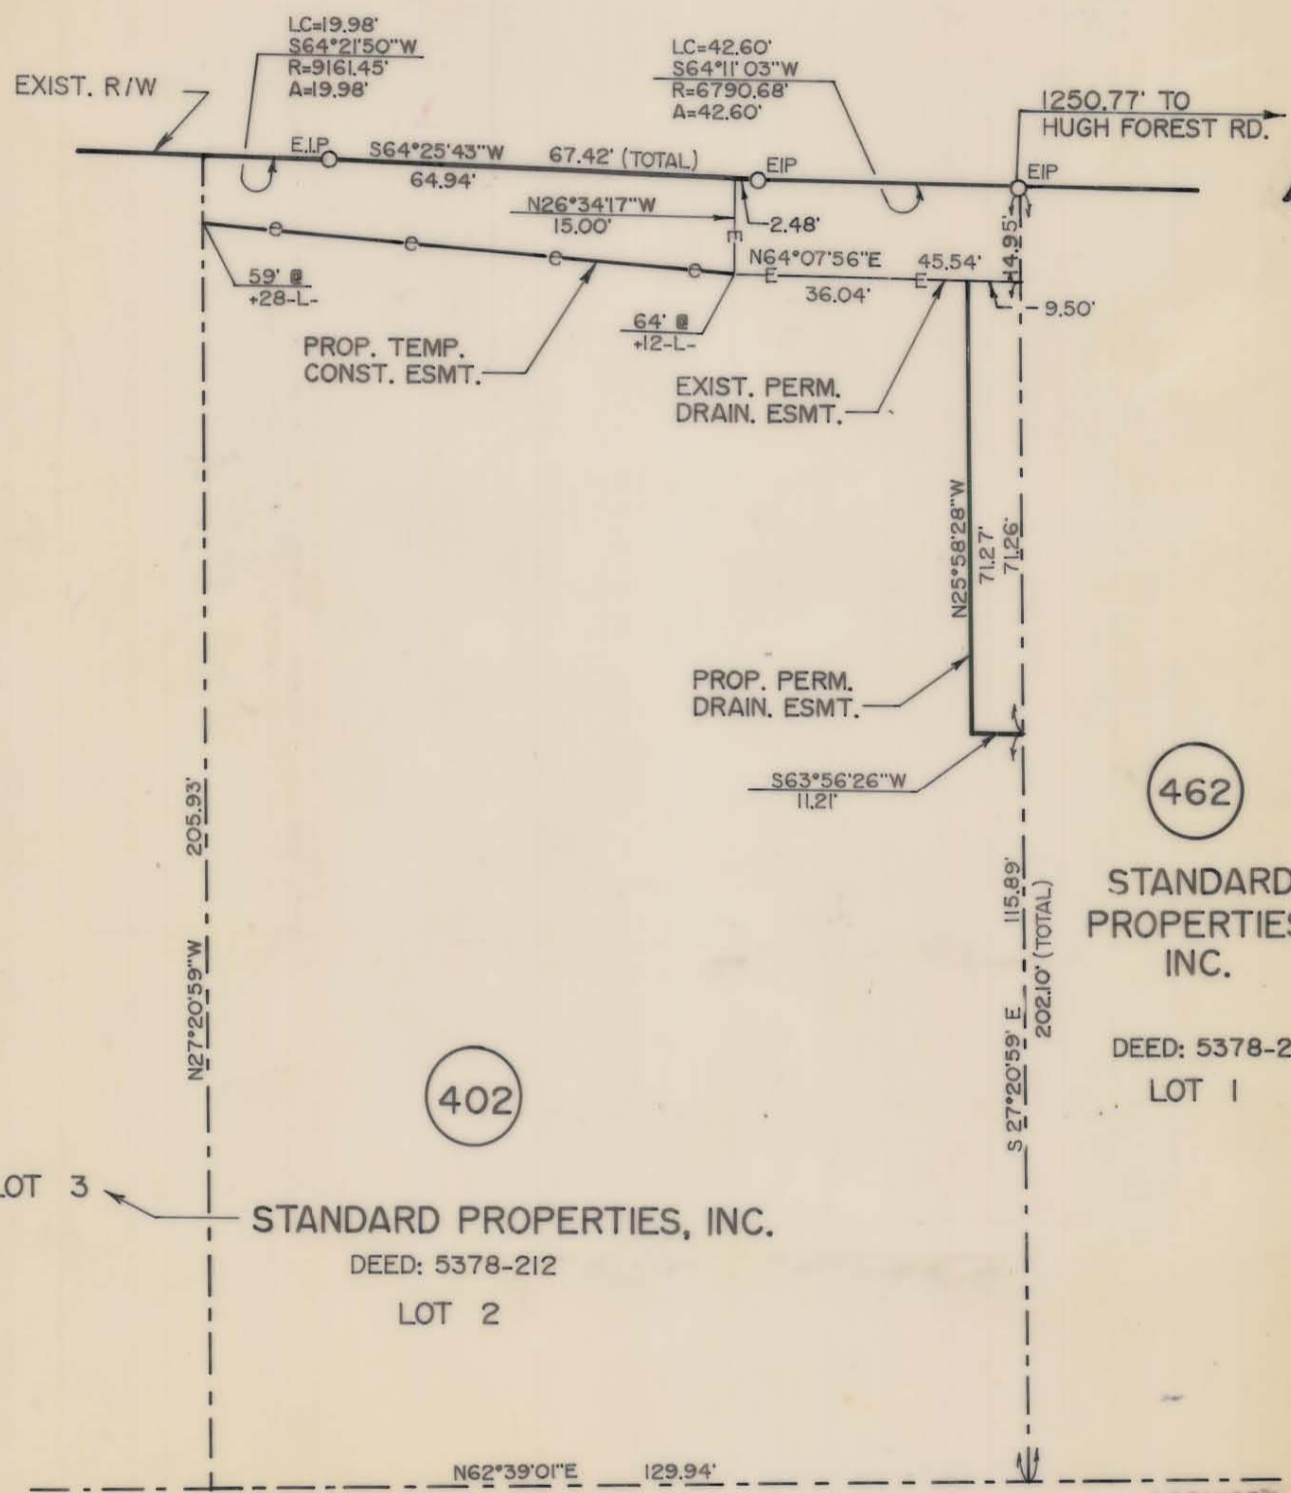 LC=19.98'
S64°21'50"W
R=9161.45'
A=19.98'
LC=42.60'
S64°11'03"W
R=6790.68'
A=42.60'
EXIST. R/W
1250.77' TO
HUGH FOREST RD.
E.I.P.
S64°25'43"W 67.42' (TOTAL)
64.94'
EIP
EIP
N26°34'17"W
15.00'
2.48'
14.95'
E
e e e e
N64°07'56"E 45.54'
E E
36.04'
9.50'
59' @
+28-L-
64' @
+12-L-
PROP. TEMP.
CONST. ESMT.
EXIST. PERM.
DRAIN. ESMT.
N25°58'28"W
71.27'
71.26'
PROP. PERM.
DRAIN. ESMT.
S63°56'26"W
11.21'
N27°20'59"W 205.93'
S 27°20'59' E 115.89'
202.10' (TOTAL)
462
STANDARD
PROPERTIES
INC.
DEED: 5378-2
LOT 1
402
LOT 3
STANDARD PROPERTIES, INC.
DEED: 5378-212
LOT 2
N62°39'01"E 129.94'